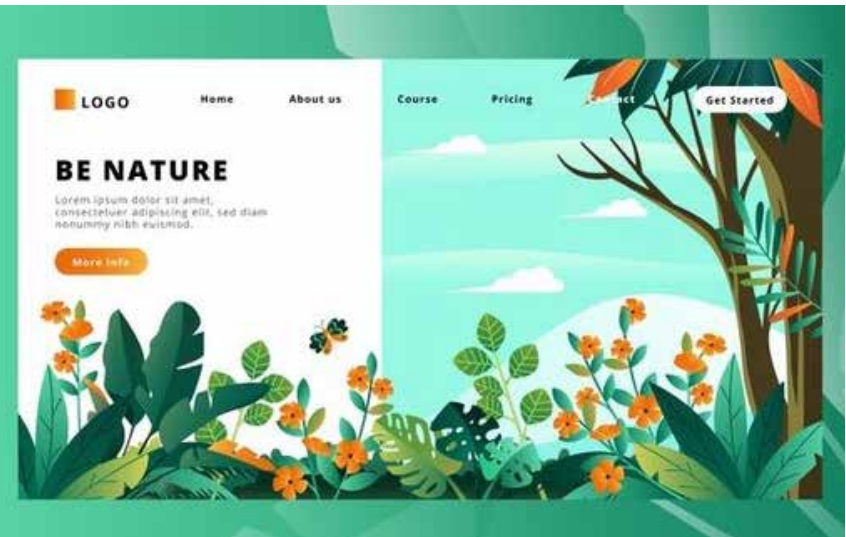 LOGO
Home
About us
Course
Pricing
Contact
Get Started
BE NATURE
Lorem ipsum dolor sit amet,
consectetuer adipiscing elit, sed diam
nonummy nibh euismod.
More Info